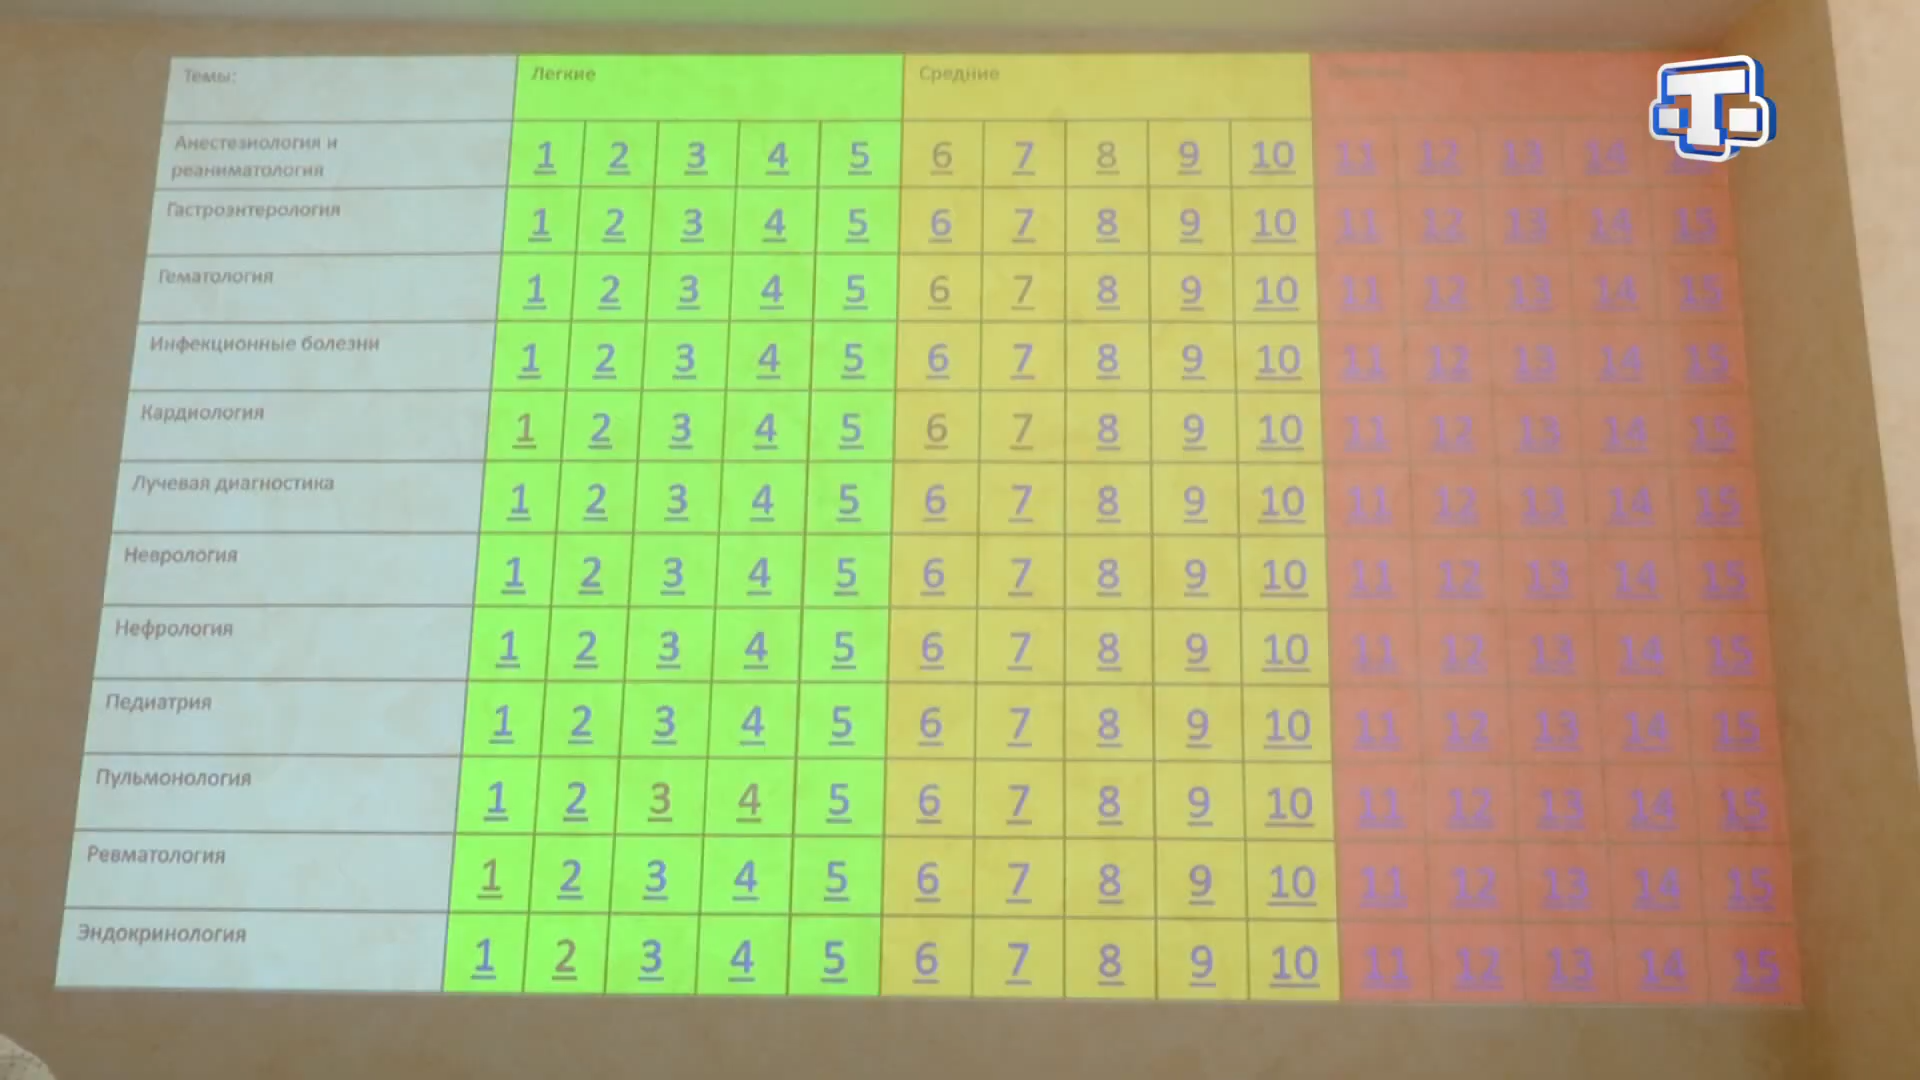 Темы: Легкие Средние
Анестезиология и
реаниматология 1 2 3 4 5 6 7 8 9 10 11 12 13 14
Гастроэнтерология 1 2 3 4 5 6 7 8 9 10 11 12 13 14 15
Гематология 1 2 3 4 5 6 7 8 9 10 11 12 13 14 15
Инфекционные болезни 1 2 3 4 5 6 7 8 9 10 11 12 13 14 15
Кардиология 1 2 3 4 5 6 7 8 9 10 11 12 13 14 15
Лучевая диагностика 1 2 3 4 5 6 7 8 9 10 11 12 13 14 15
Неврология 1 2 3 4 5 6 7 8 9 10 11 12 13 14 15
Нефрология 1 2 3 4 5 6 7 8 9 10 11 12 13 14 15
Педиатрия 1 2 3 4 5 6 7 8 9 10 11 12 13 14 15
Пульмонология 1 2 3 4 5 6 7 8 9 10 11 12 13 14 15
Ревматология 1 2 3 4 5 6 7 8 9 10 11 12 13 14 15
Эндокринология 1 2 3 4 5 6 7 8 9 10 11 12 13 14 15
Т